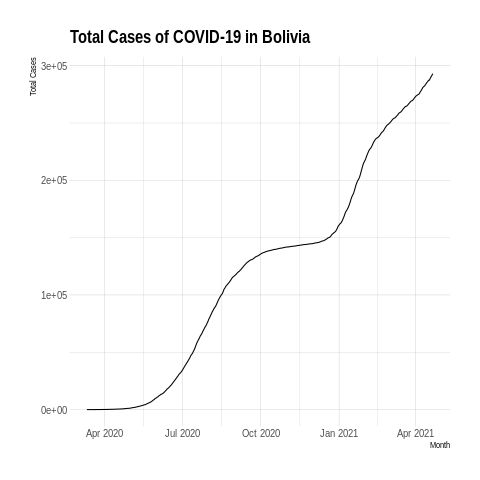 Total Cases of COVID-19 in Bolivia
Total Cases
3e+05
2e+05
1e+05
0e+00
Apr 2020 Jul 2020 Oct 2020 Jan 2021 Apr 2021
Month